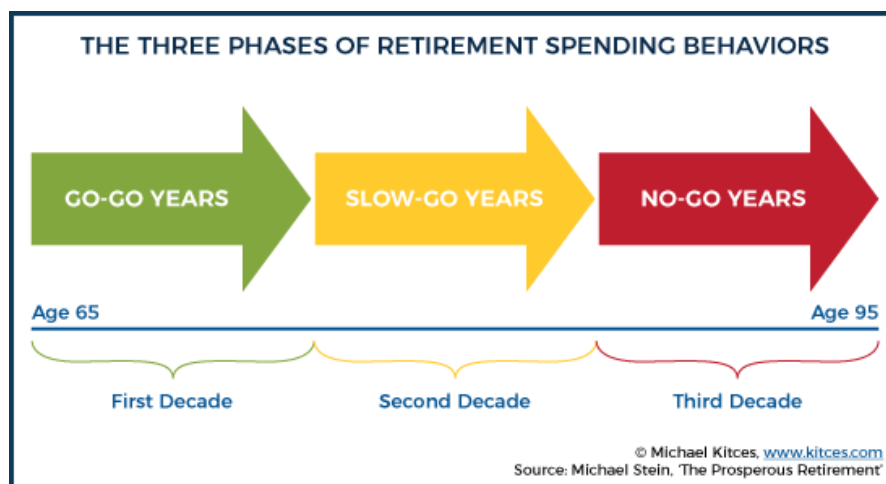 THE THREE PHASES OF RETIREMENT SPENDING BEHAVIORS
GO-GO YEARS
SLOW-GO YEARS
NO-GO YEARS
Age 65
Age 95
First Decade
Second Decade
Third Decade
© Michael Kitces, www.kitces.com
Source: Michael Stein, 'The Prosperous Retirement'